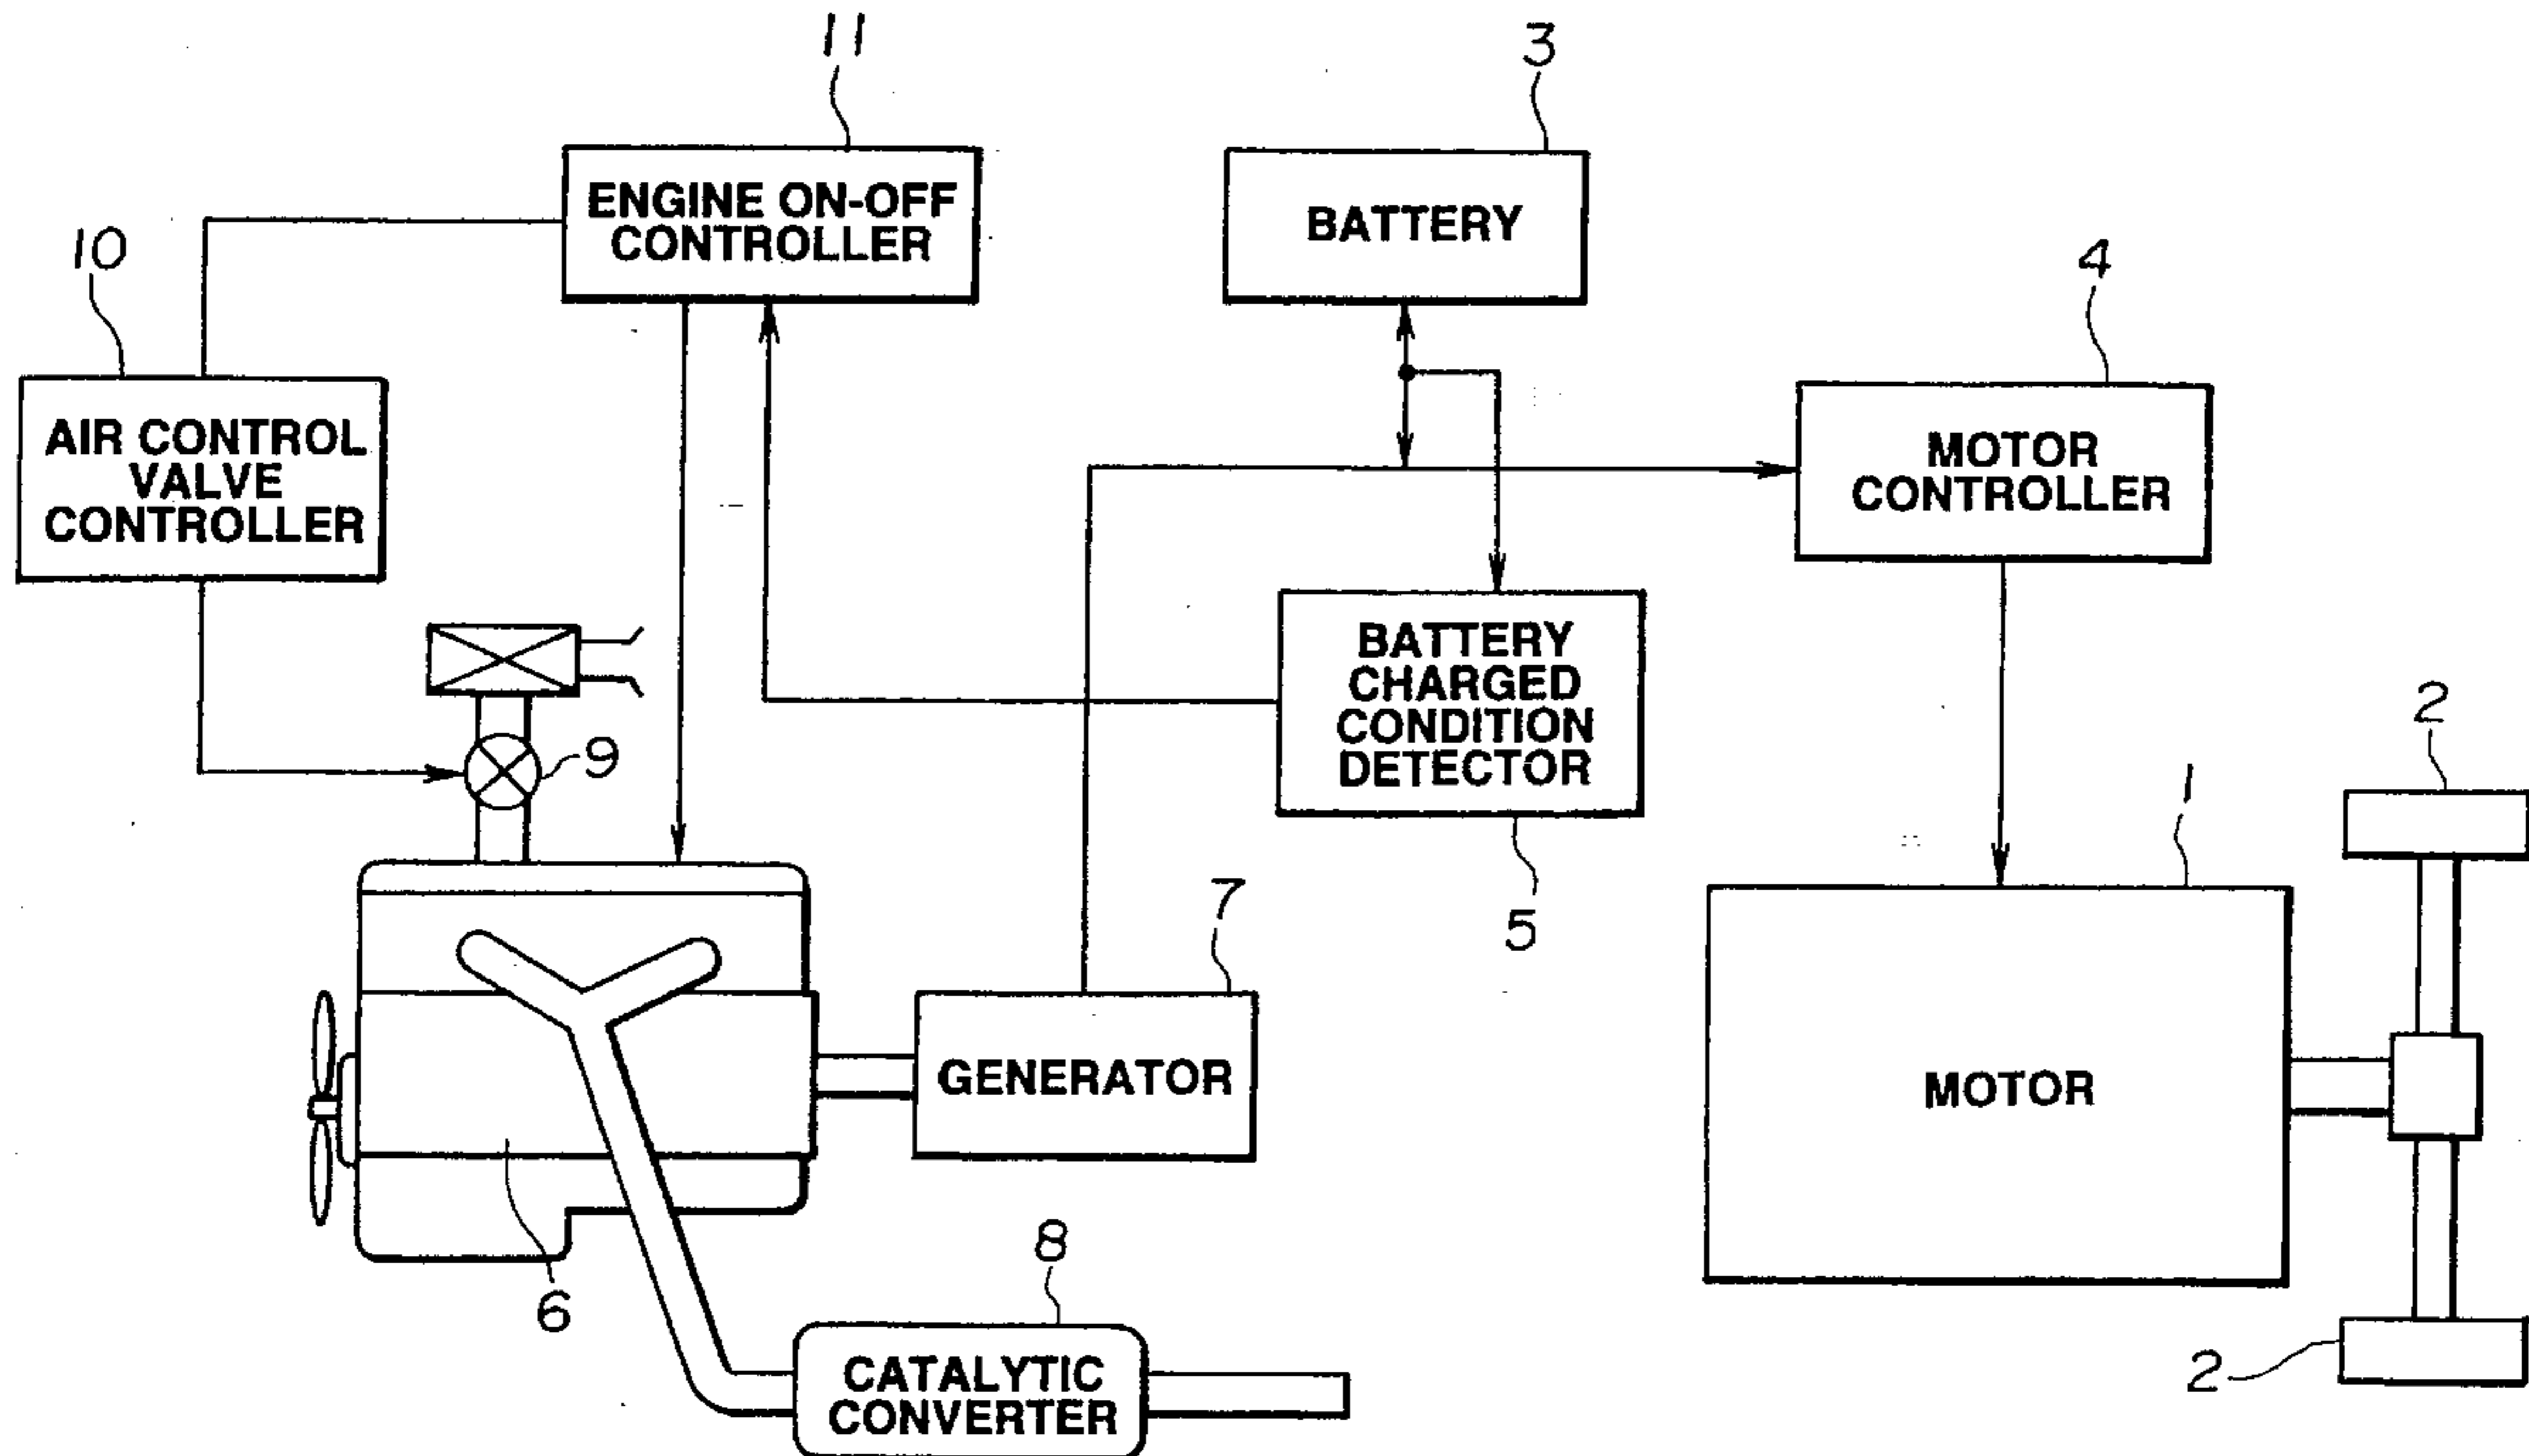 11
3
ENGINE ON-OFF
CONTROLLER
BATTERY
10
4
AIR CONTROL
VALVE
CONTROLLER
MOTOR
CONTROLLER
BATTERY
CHARGED
CONDITION
DETECTOR
9
2
1
7
5
GENERATOR
MOTOR
8
6
CATALYTIC
CONVERTER
2